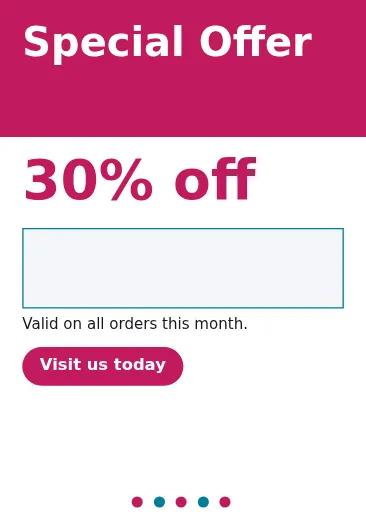 Special Offer
30% off
Valid on all orders this month.
Visit us today